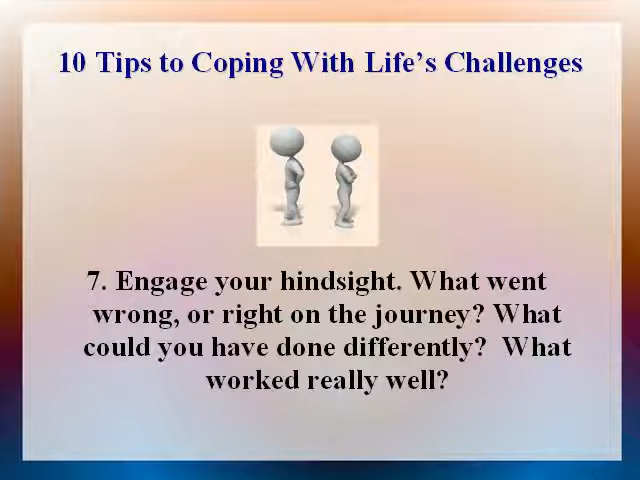 10 Tips to Coping With Life’s Challenges
7. Engage your hindsight. What went
wrong, or right on the journey? What
could you have done differently?  What
worked really well?